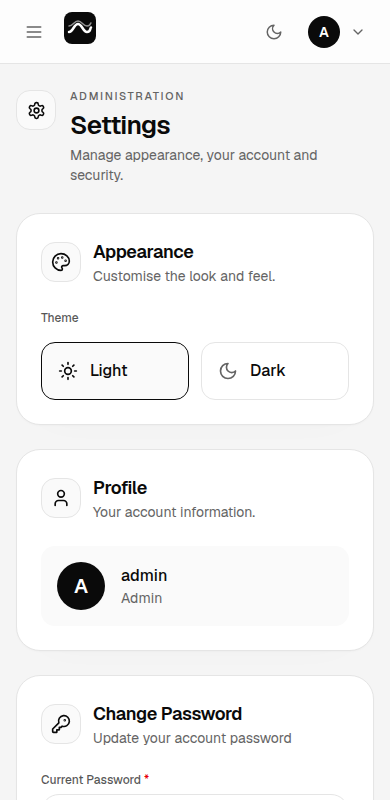 A
ADMINISTRATION
Settings
Manage appearance, your account and
security.
Appearance
Customise the look and feel.
Theme
Light
Dark
Profile
Your account information.
A
admin
Admin
Change Password
Update your account password
Current Password *